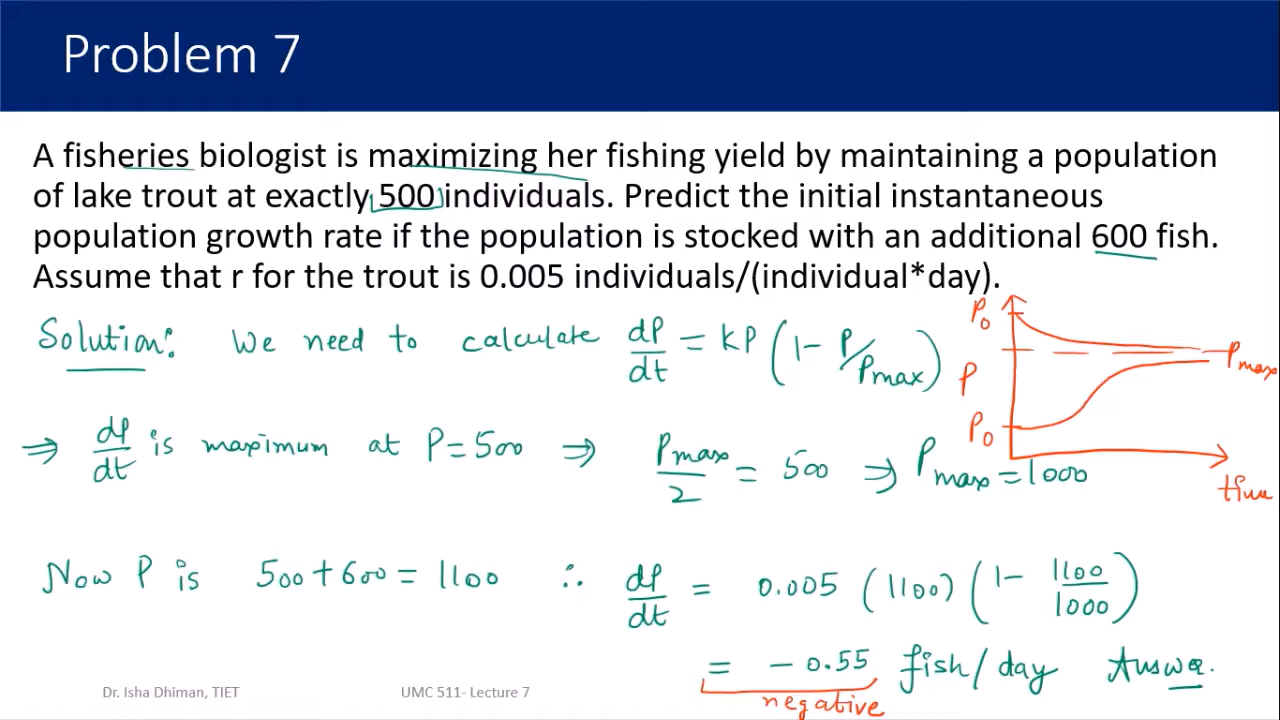 Problem 7
A fisheries biologist is maximizing her fishing yield by maintaining a population
of lake trout at exactly 500 individuals. Predict the initial instantaneous
population growth rate if the population is stocked with an additional 600 fish.
Assume that r for the trout is 0.005 individuals/(individual*day).
Solution: We need to calculate dP/dt = KP (1 - P/Pmax)
P0
P
P0
Pmax
time
⇒ dP/dt is maximum at P = 500 ⇒ Pmax/2 = 500 ⇒ Pmax = 1000
Now P is 500 + 600 = 1100 ∴ dP/dt = 0.005 (1100) (1 - 1100/1000)
= - 0.55 fish/day Answer.
negative
Dr. Isha Dhiman, TIET UMC 511- Lecture 7